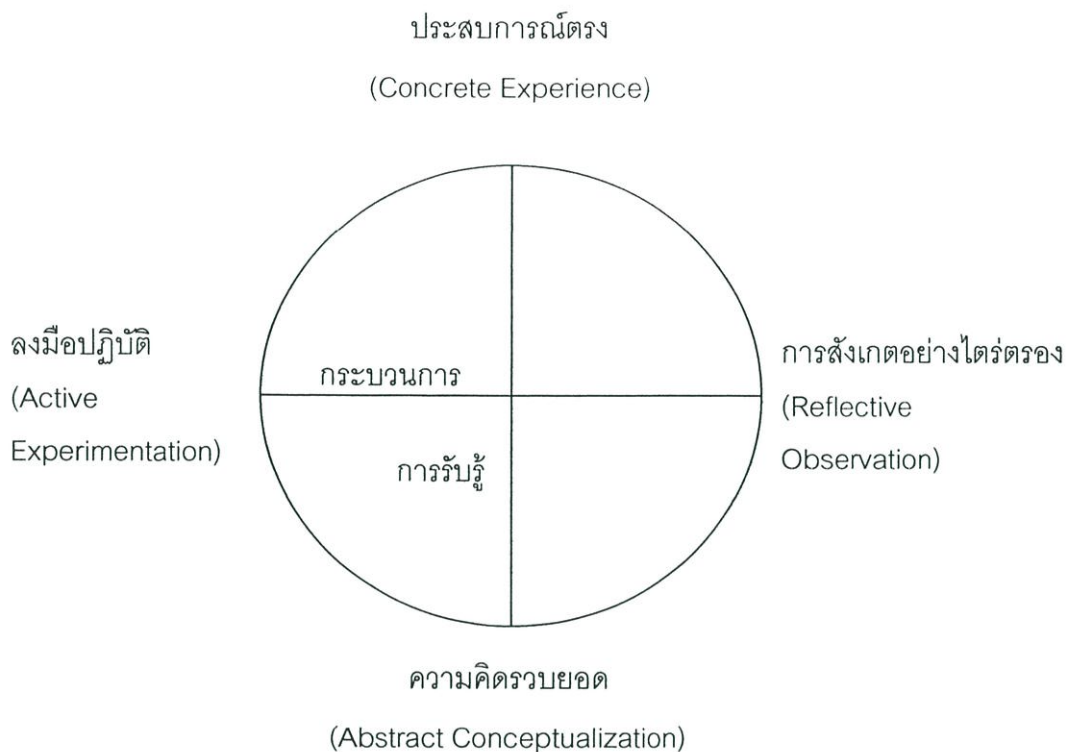 ประสบการณ์ตรง
(Concrete Experience)
ลงมือปฏิบัติ
(Active
Experimentation)
กระบวนการ
การรับรู้
การสังเกตอย่างไตร่ตรอง
(Reflective
Observation)
ความคิดรวบยอด
(Abstract Conceptualization)